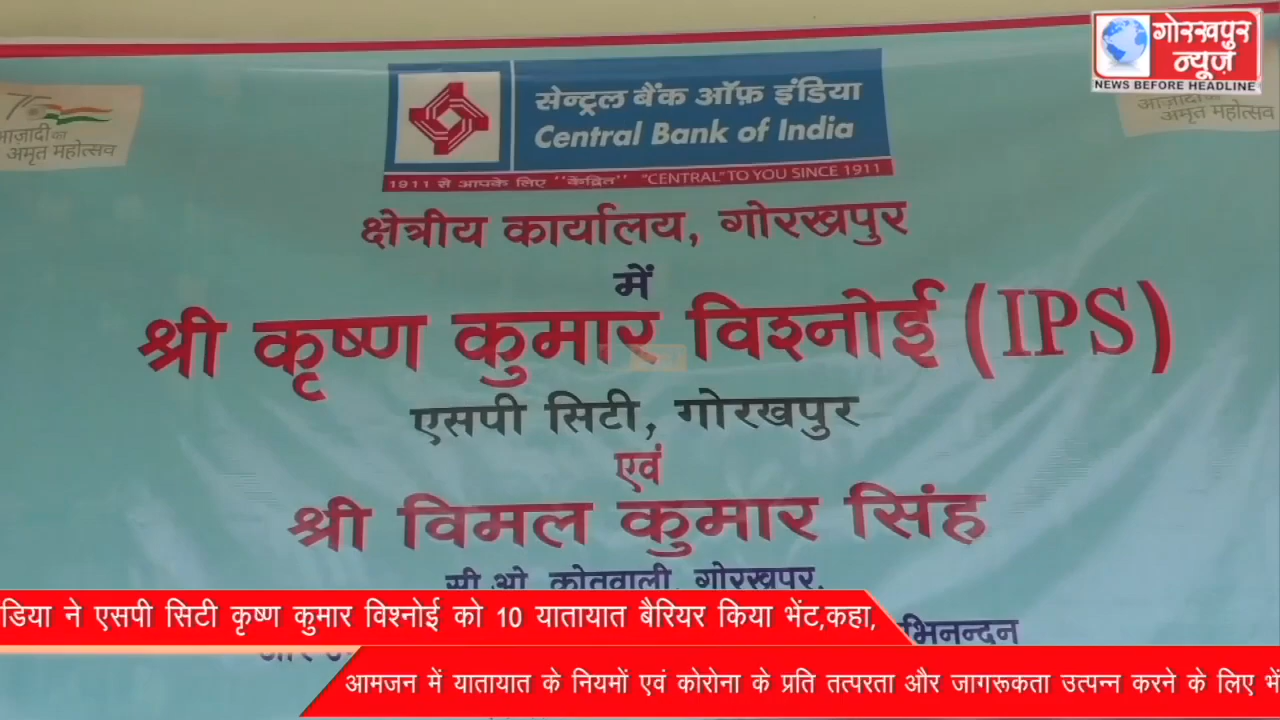 गोरखपुर
न्यूज़
NEWS BEFORE HEADLINE
आज़ादी का
अमृत महोत्सव
आज़ादी का
अमृत महोत्सव
सेन्ट्रल बैंक ऑफ़ इंडिया
Central Bank of India
1911 से आपके लिए "केंद्रित" "CENTRAL" TO YOU SINCE 1911
क्षेत्रीय कार्यालय, गोरखपुर
में
श्री कृष्ण कुमार विश्नोई (IPS)
एसपी सिटी, गोरखपुर
एवं
श्री विमल कुमार सिंह
सी.ओ. कोतवाली, गोरखपुर,
डिया ने एसपी सिटी कृष्ण कुमार विश्नोई को 10 यातायात बैरियर किया भेंट,कहा,
भिनन्दन
आमजन में यातायात के नियमों एवं कोरोना के प्रति तत्परता और जागरूकता उत्पन्न करने के लिए भें